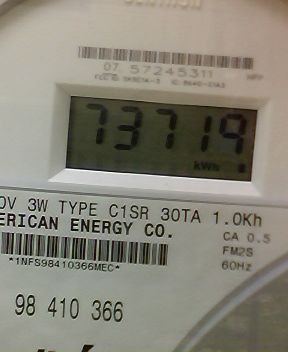 CENTRON
07 57245311
73719
kWh
0V 3W TYPE C1SR 30TA 1.0Kh
ERICAN ENERGY CO.
CA 0.5
FM2S
60Hz
*1NFS98410366MEC*
98 410 366